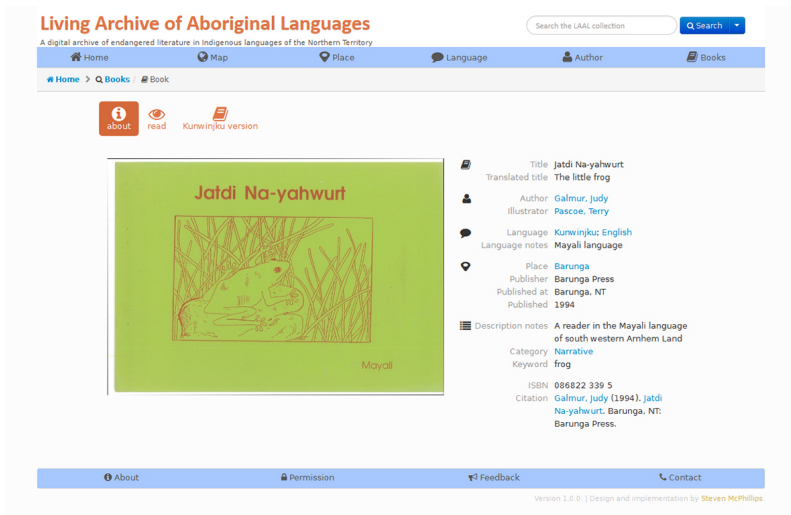 Living Archive of Aboriginal Languages
A digital archive of endangered literature in Indigenous languages of the Northern Territory
Search the LAAL collection
Search
Home Map Place Language Author Books
Home > Books / Book
about read Kunwinjku version
Jatdi Na-yahwurt
Mayali
Title Jatdi Na-yahwurt
Translated title The little frog
Author Galmur, Judy
Illustrator Pascoe, Terry
Language Kunwinjku; English
Language notes Mayali language
Place Barunga
Publisher Barunga Press
Published at Barunga, NT
Published 1994
Description notes A reader in the Mayali language
of south western Arnhem Land
Category Narrative
Keyword frog
ISBN 086822 339 5
Citation Galmur, Judy (1994). Jatdi
Na-yahwurt. Barunga, NT:
Barunga Press.
About Permission Feedback Contact
Version 1.0.0. | Design and implementation by Steven McPhillips.